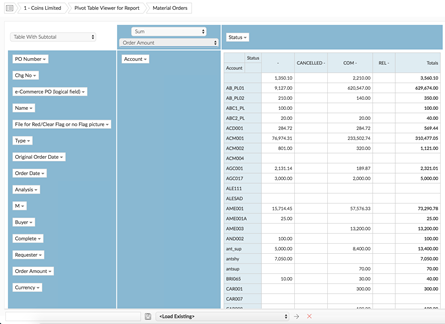 1 - Coins Limited Pivot Table Viewer for Report Material Orders
Table With Subtotal
Sum
Order Amount
Status
PO Number
Chg No
e-Commerce PO (logical field)
Name
File for Red/Clear Flag or no Flag picture
Type
Original Order Date
Order Date
Analysis
M
Buyer
Complete
Requester
Order Amount
Currency
Account
Status - CANCELLED - COM - REL - Totals
Account
1,350.10 2,210.00 3,560.10
AB_PL01 9,127.00 620,547.00 629,674.00
AB_PL02 210.00 140.00 350.00
ABC1_PL 100.00 100.00
ABC2_PL 20.00 20.00 40.00
ACD001 284.72 284.72 569.44
ACM001 76,974.31 233,502.74 310,477.05
ACM002 801.00 320.00 1,121.00
ACM004
AGC001 2,131.14 189.87 2,321.01
AGC017 3,000.00 2,000.00 5,000.00
ALE111
ALESAD
AME001 15,714.45 57,576.33 73,290.78
AME001A 25.00 25.00
AME003 13,200.00 13,200.00
AND002 100.00 100.00
ant_sup 5,000.00 8,400.00 13,400.00
antshy 7,050.00 7,050.00
antsup 70.00 70.00
BRI065 10.00 30.00 40.00
CAR001 300.00 300.00
CAR007
<Load Existing>